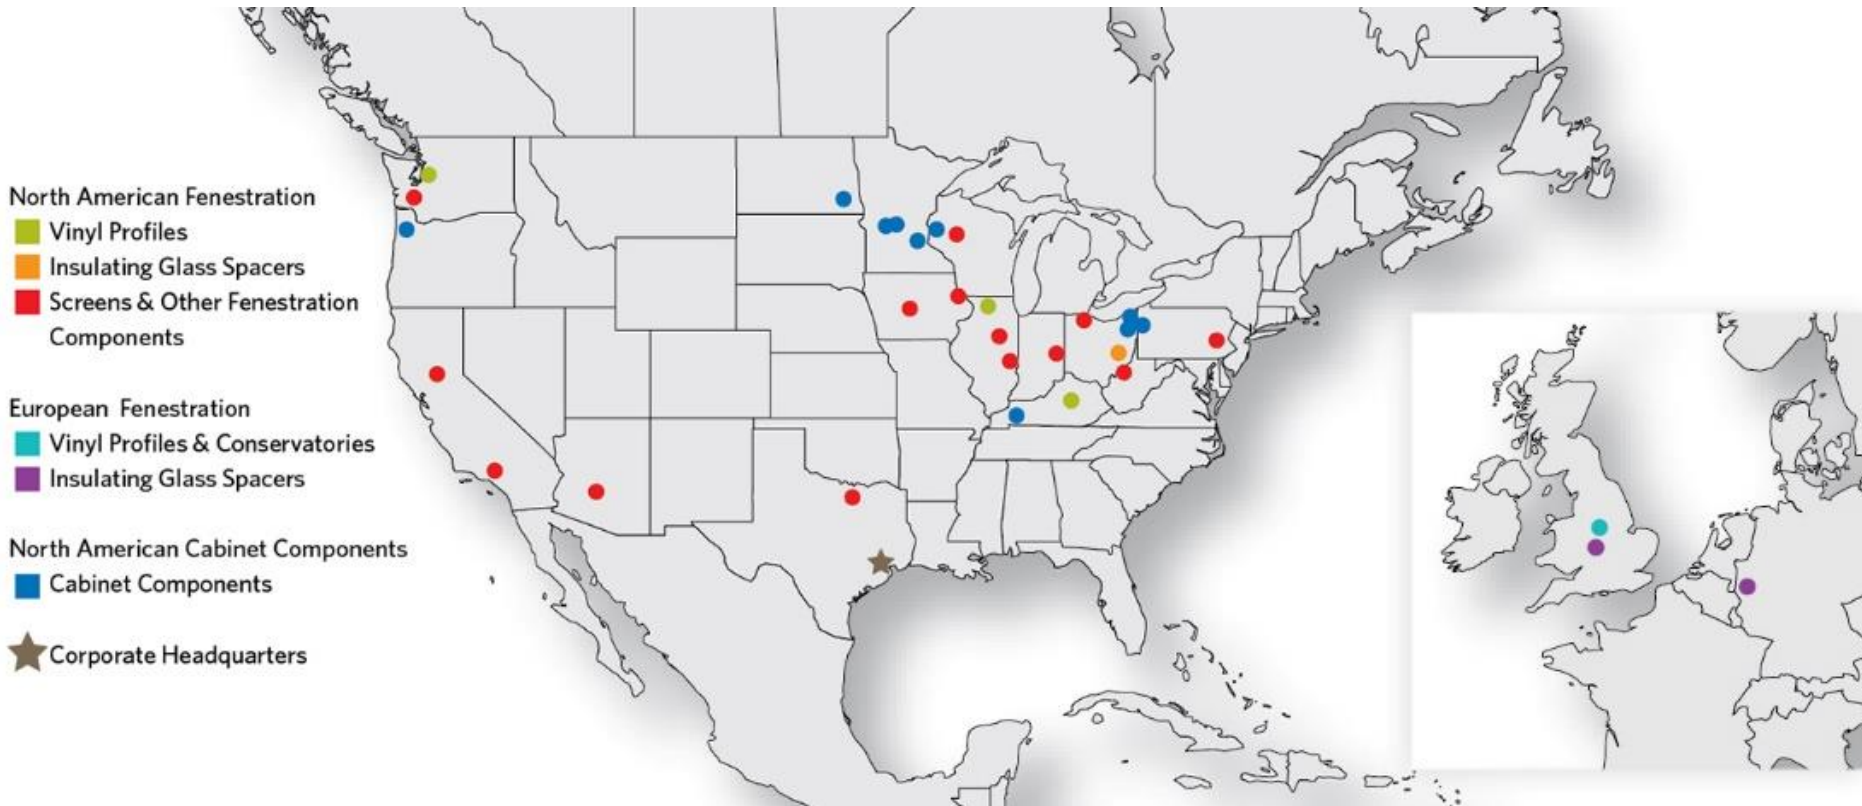 North American Fenestration
Vinyl Profiles
Insulating Glass Spacers
Screens & Other Fenestration
Components
European Fenestration
Vinyl Profiles & Conservatories
Insulating Glass Spacers
North American Cabinet Components
Cabinet Components
Corporate Headquarters